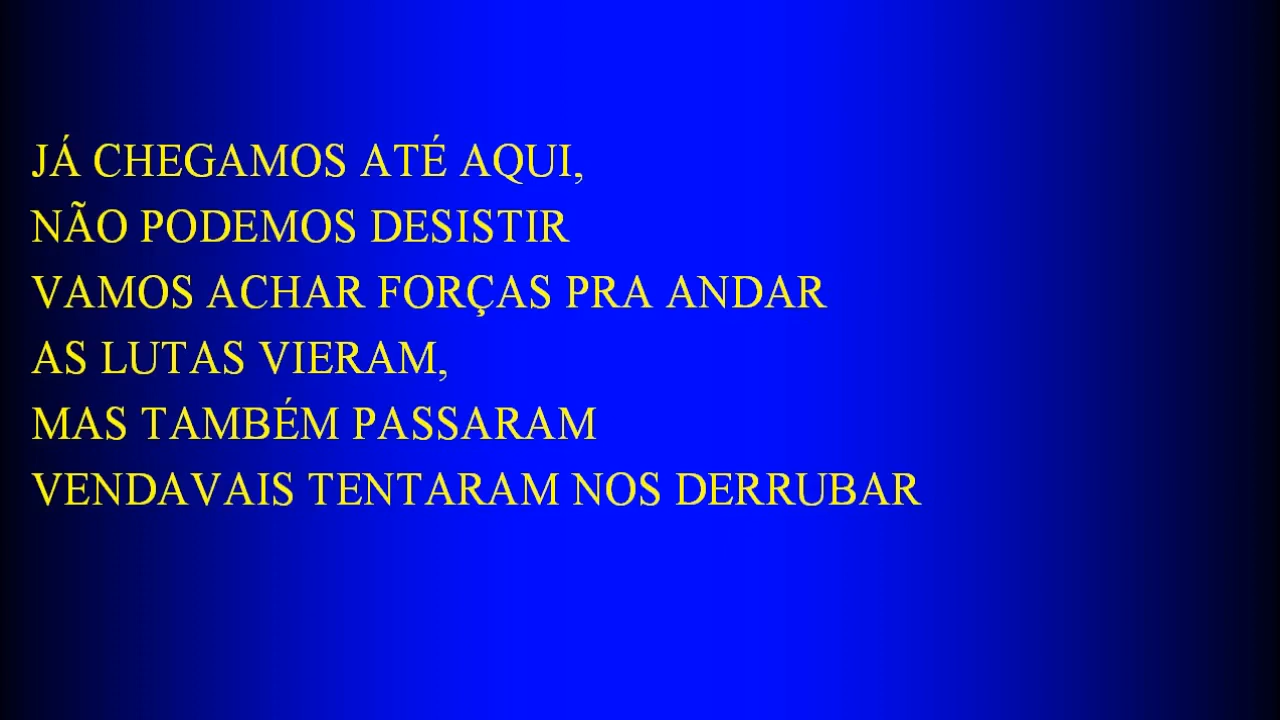 JÁ CHEGAMOS ATÉ AQUI,
NÃO PODEMOS DESISTIR
VAMOS ACHAR FORÇAS PRA ANDAR
AS LUTAS VIERAM,
MAS TAMBÉM PASSARAM
VENDAVAIS TENTARAM NOS DERRUBAR